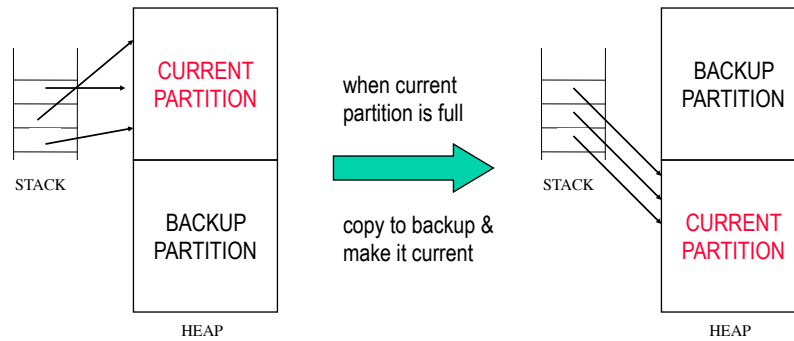 CURRENT
PARTITION
STACK
BACKUP
PARTITION
HEAP
when current
partition is full
copy to backup &
make it current
BACKUP
PARTITION
STACK
CURRENT
PARTITION
HEAP